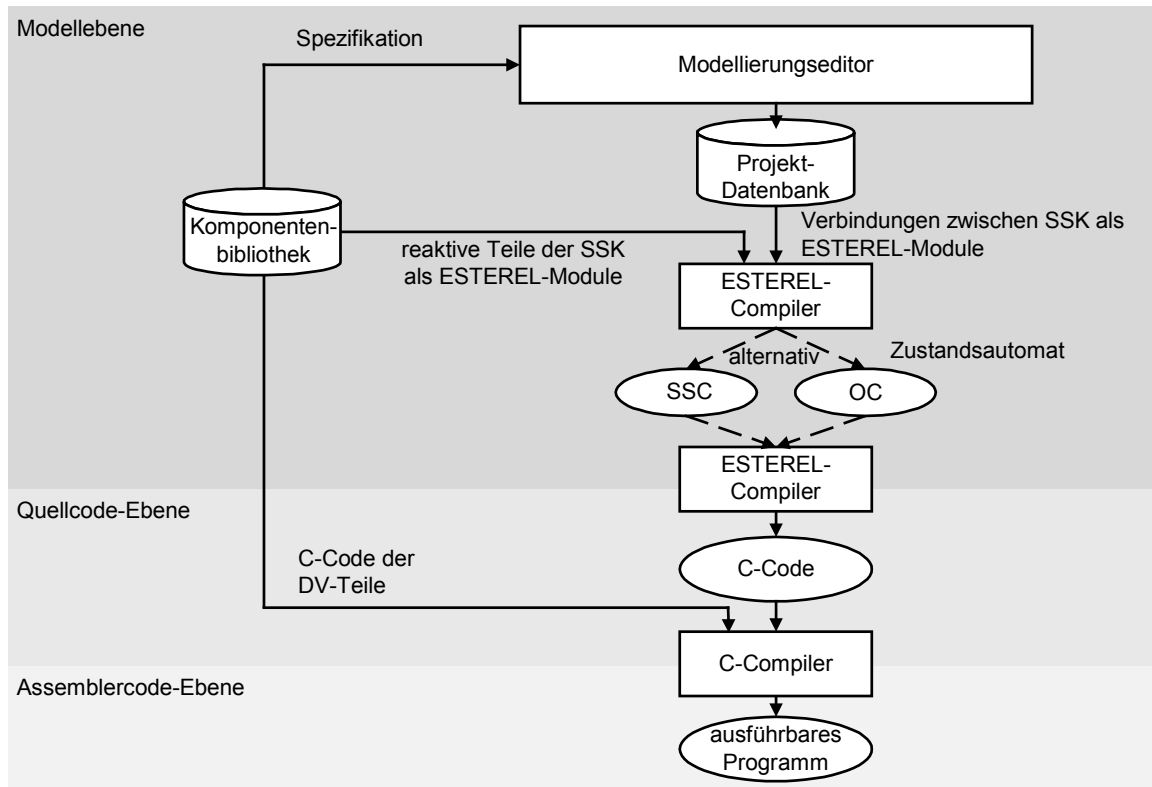 Modellebene
Spezifikation
Modellierungseditor
Projekt-
Datenbank
Komponenten-
bibliothek
Verbindungen zwischen SSK als
ESTEREL-Module
reaktive Teile der SSK
als ESTEREL-Module
ESTEREL-
Compiler
alternativ
Zustandsautomat
SSC
OC
ESTEREL-
Compiler
Quellcode-Ebene
C-Code der
DV-Teile
C-Code
C-Compiler
Assemblercode-Ebene
ausführbares
Programm